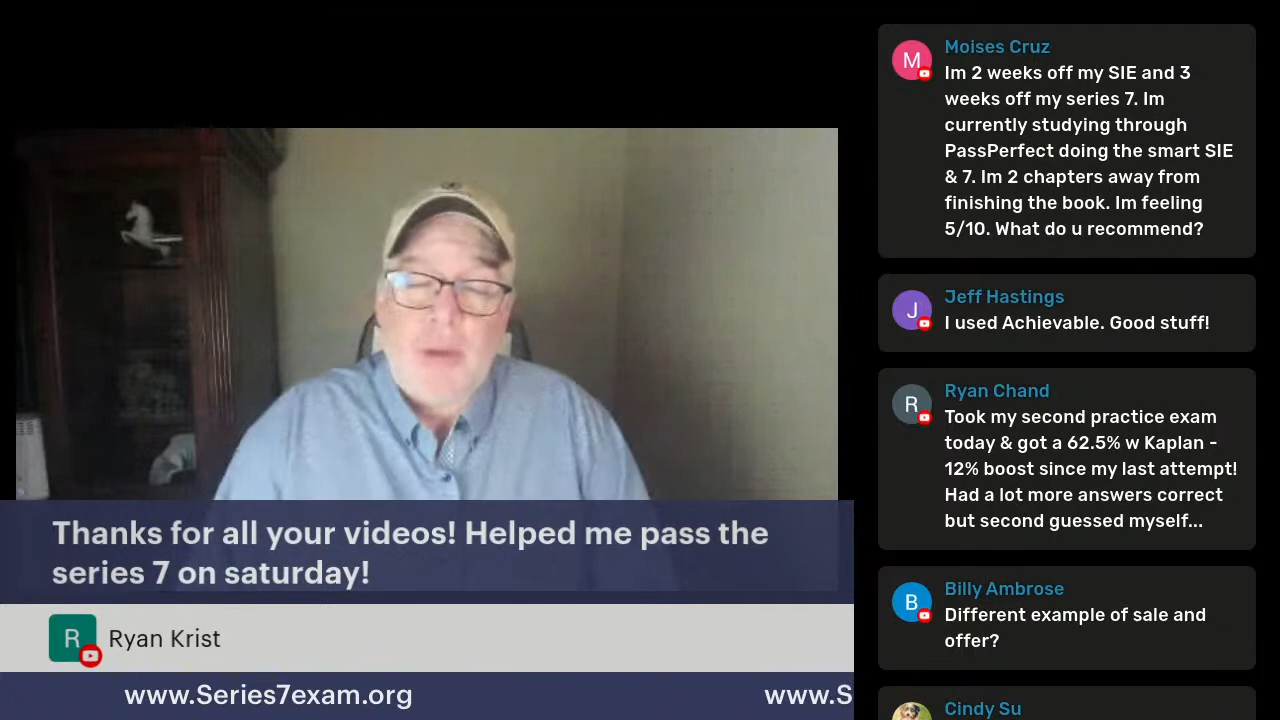 Moises Cruz
Im 2 weeks off my SIE and 3
weeks off my series 7. Im
currently studying through
PassPerfect doing the smart SIE
& 7. Im 2 chapters away from
finishing the book. Im feeling
5/10. What do u recommend?
Jeff Hastings
I used Achievable. Good stuff!
Ryan Chand
Took my second practice exam
today & got a 62.5% w Kaplan -
12% boost since my last attempt!
Had a lot more answers correct
but second guessed myself...
Billy Ambrose
Different example of sale and
offer?
Cindy Su
Thanks for all your videos! Helped me pass the
series 7 on saturday!
Ryan Krist
www.Series7exam.org
www.S
M
J
R
B
R